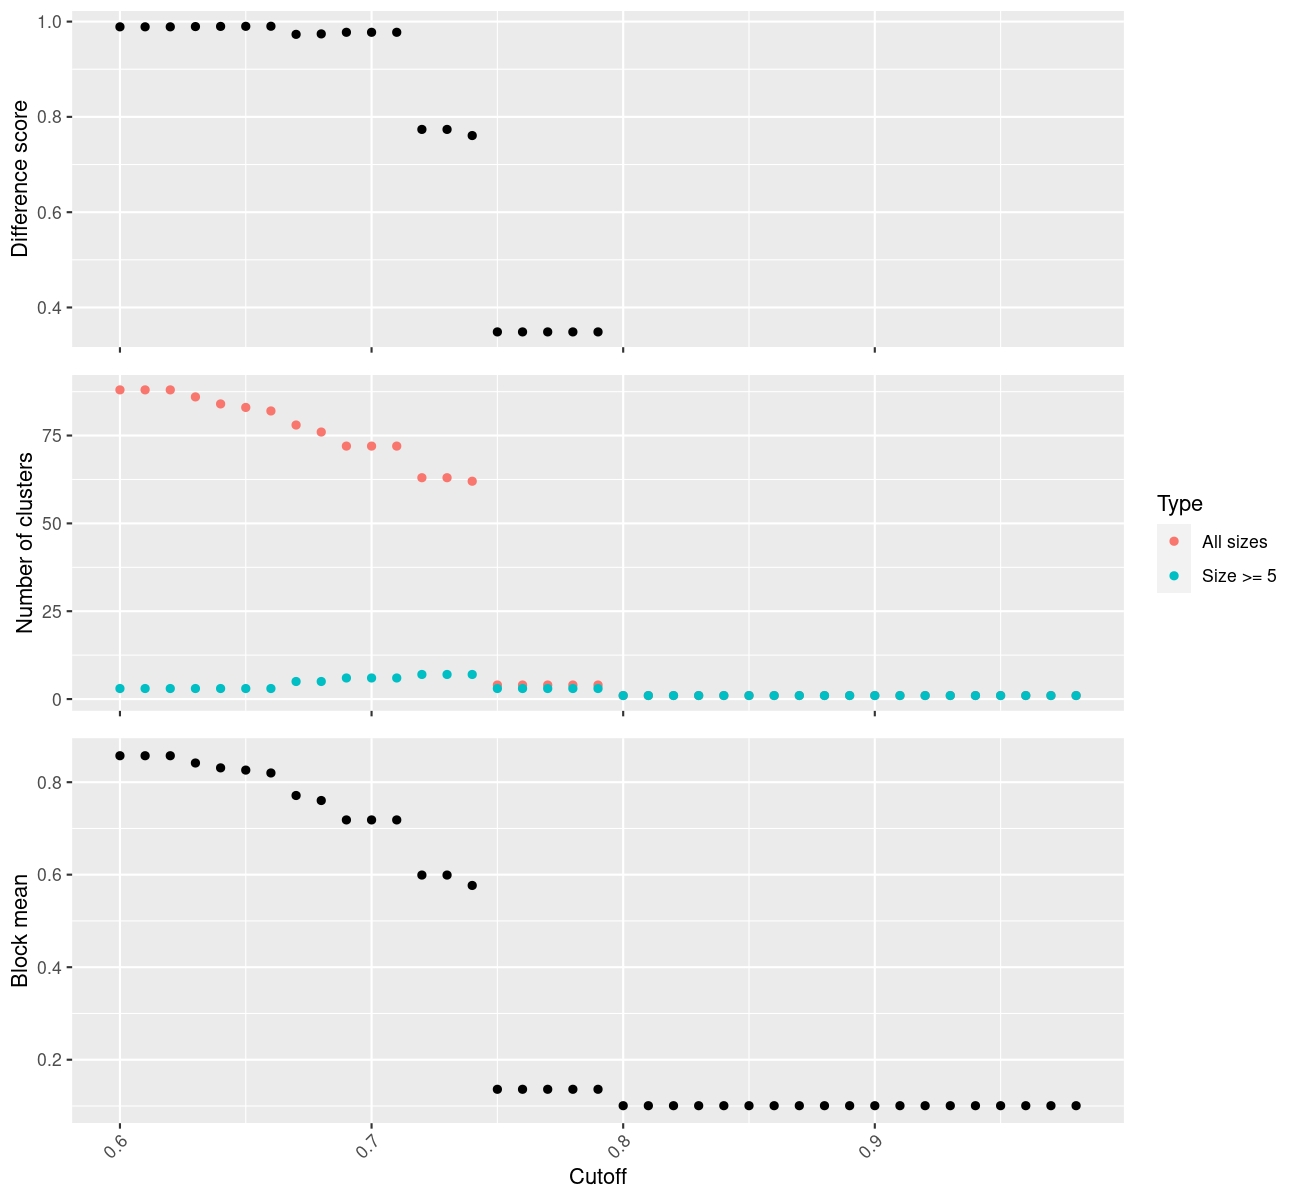 Difference score
1.0
0.8
0.6
0.4
Number of clusters
75
50
25
0
Type
All sizes
Size >= 5
Block mean
0.8
0.6
0.4
0.2
0.6 0.7 0.8 0.9
Cutoff